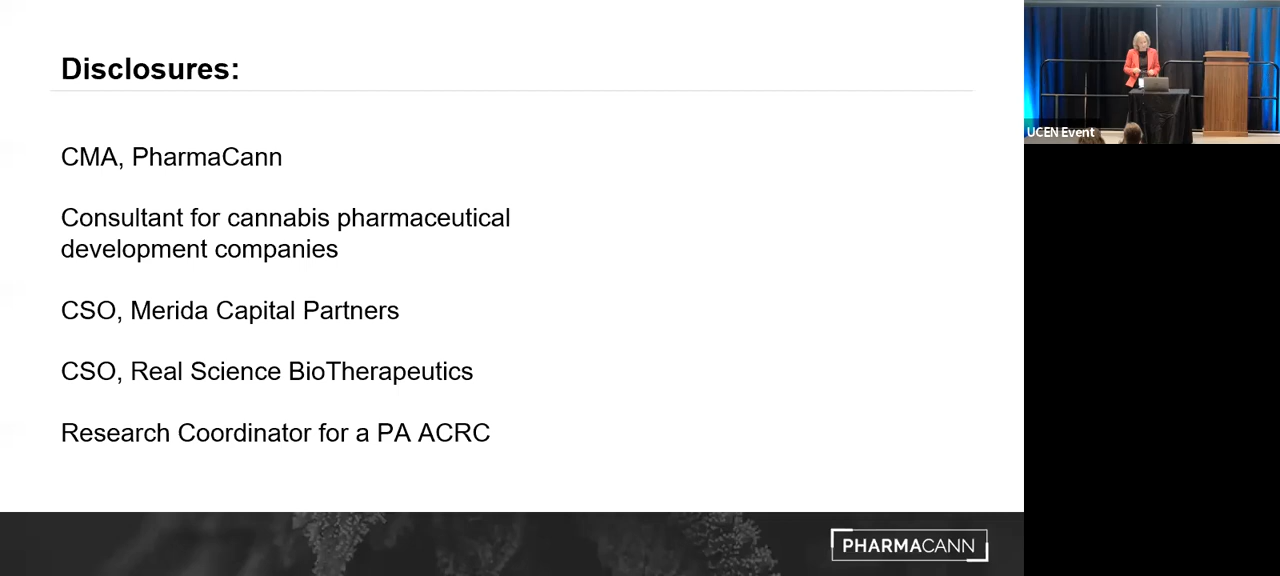 Disclosures:
CMA, PharmaCann
Consultant for cannabis pharmaceutical
development companies
CSO, Merida Capital Partners
CSO, Real Science BioTherapeutics
Research Coordinator for a PA ACRC
PHARMACANN
UCEN Event